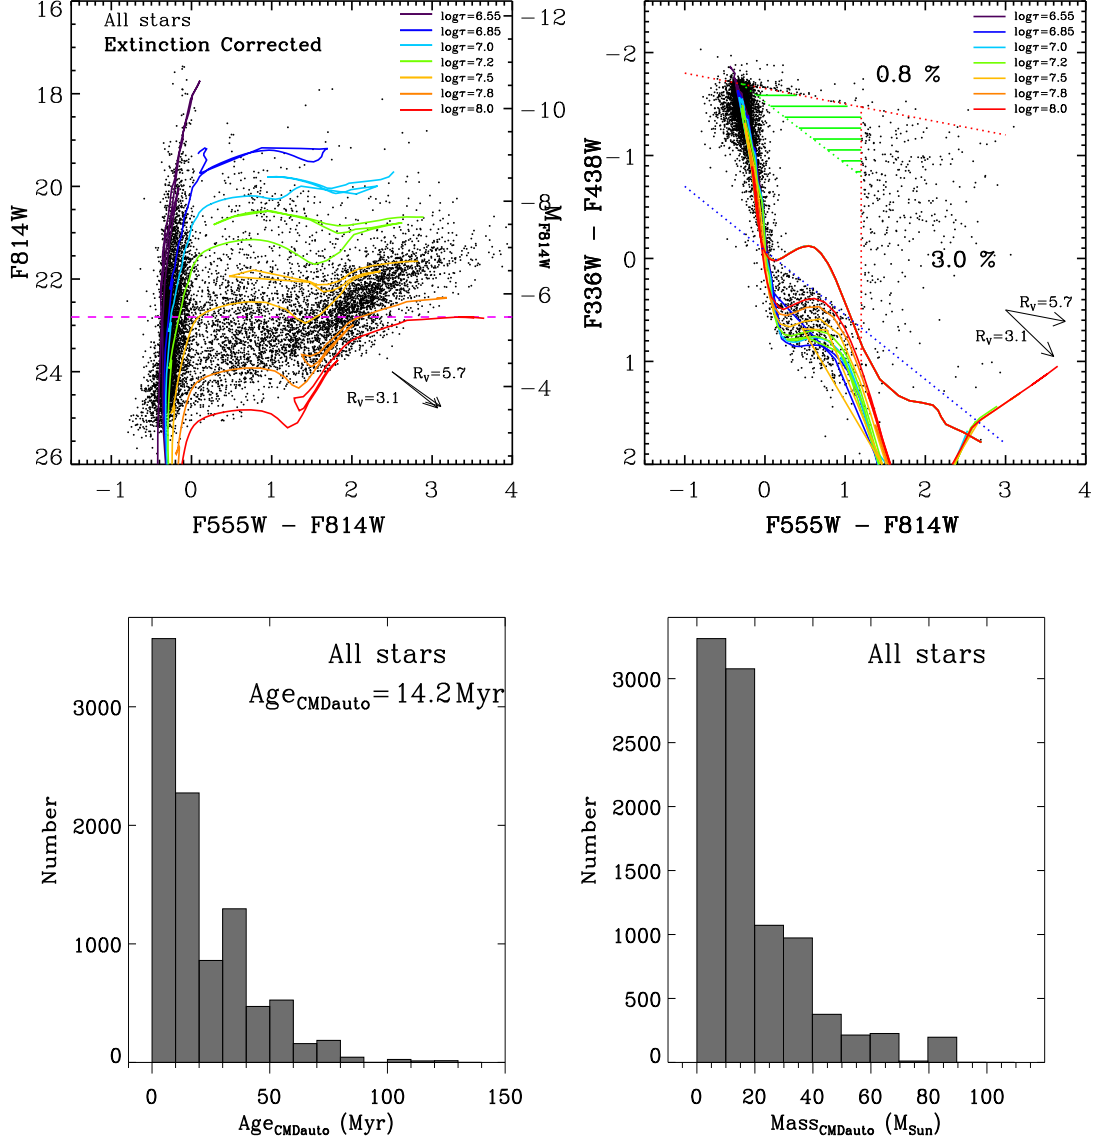 All stars
Extinction Corrected
logτ=6.55
logτ=6.85
logτ=7.0
logτ=7.2
logτ=7.5
logτ=7.8
logτ=8.0
16
18
20
22
24
26
F814W
−12
−10
−8
−6
−4
M_F814W
R_V=5.7
R_V=3.1
−1 0 1 2 3 4
F555W − F814W
logτ=6.55
logτ=6.85
logτ=7.0
logτ=7.2
logτ=7.5
logτ=7.8
logτ=8.0
0.8 %
3.0 %
−2
−1
0
1
2
F336W − F438W
R_V=5.7
R_V=3.1
−1 0 1 2 3 4
F555W − F814W
All stars
Age_CMDauto=14.2Myr
3000
2000
1000
0
Number
0 50 100 150
Age_CMDauto (Myr)
All stars
3000
2500
2000
1500
1000
500
0
Number
0 20 40 60 80 100
Mass_CMDauto (M_Sun)